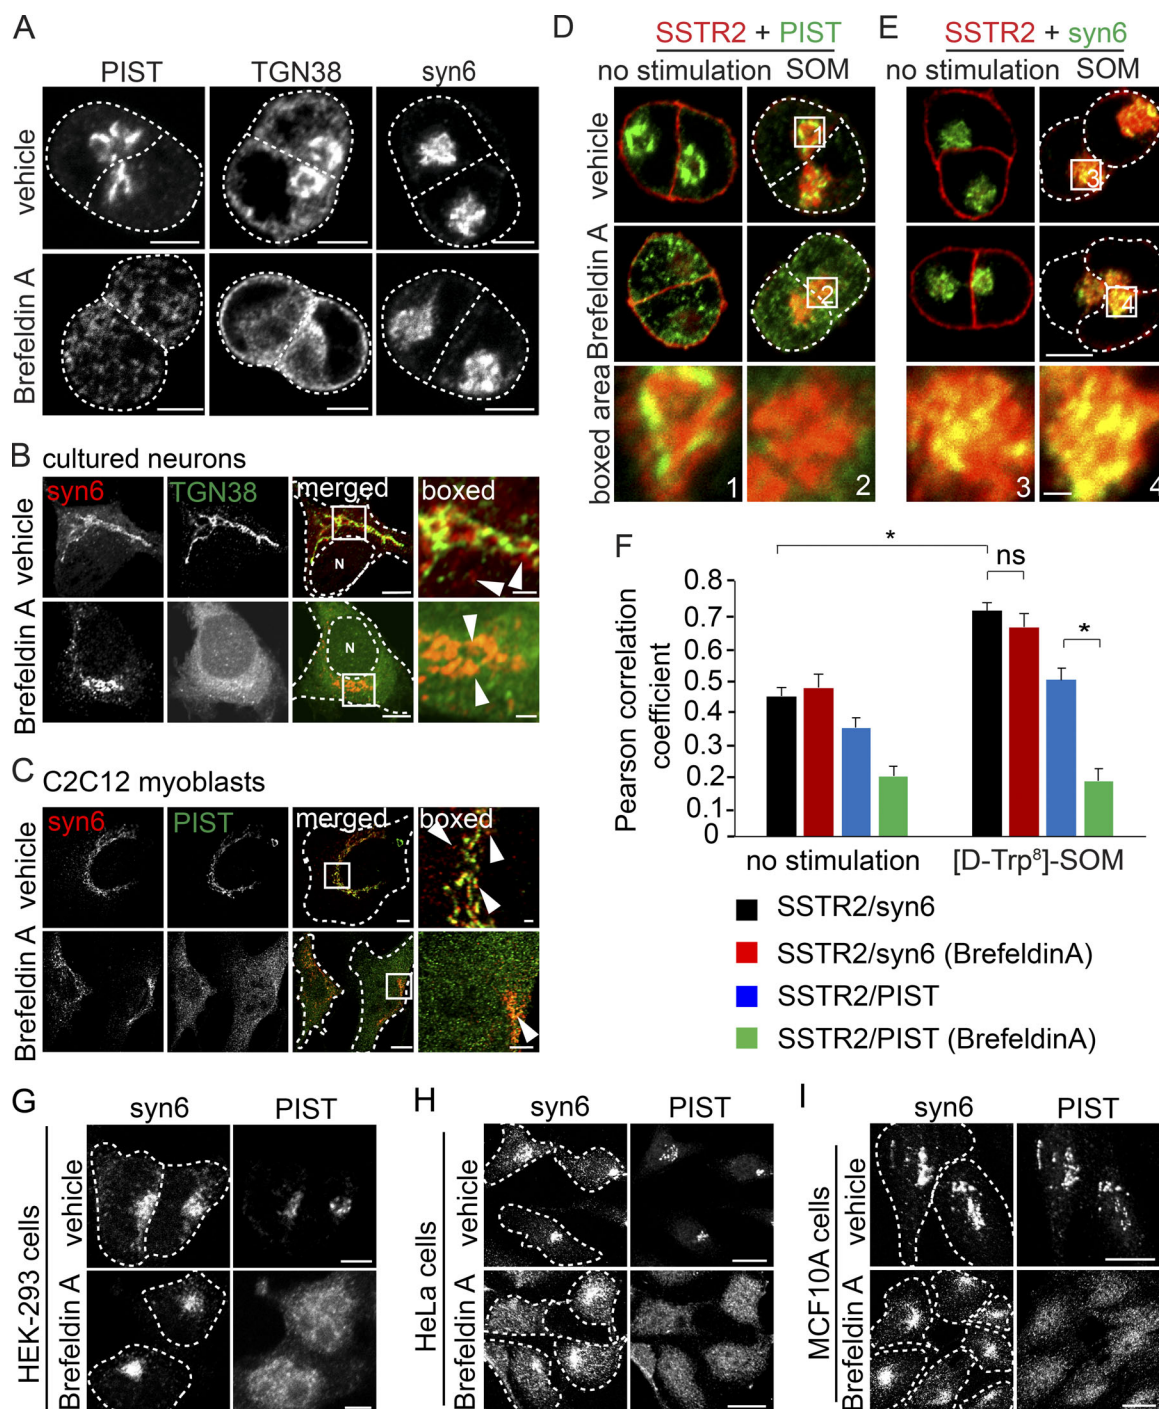 A
PIST TGN38 syn6
vehicle
Brefeldin A
B cultured neurons
syn6 TGN38 merged boxed
vehicle
N
Brefeldin A
N
C C2C12 myoblasts
syn6 PIST merged boxed
vehicle
Brefeldin A
D SSTR2 + PIST
no stimulation SOM
vehicle
1
Brefeldin A
2
boxed area
1 2
E SSTR2 + syn6
no stimulation SOM
3
4
3 4
F
Pearson correlation
coefficient
0.8
0.7
0.5
0.4
0.3
0.2
0.1
0
*
ns
*
no stimulation [D-Trp⁸]-SOM
SSTR2/syn6
SSTR2/syn6 (BrefeldinA)
SSTR2/PIST
SSTR2/PIST (BrefeldinA)
G
syn6 PIST
HEK-293 cells
vehicle
Brefeldin A
H
syn6 PIST
HeLa cells
vehicle
Brefeldin A
I
syn6 PIST
MCF10A cells
vehicle
Brefeldin A